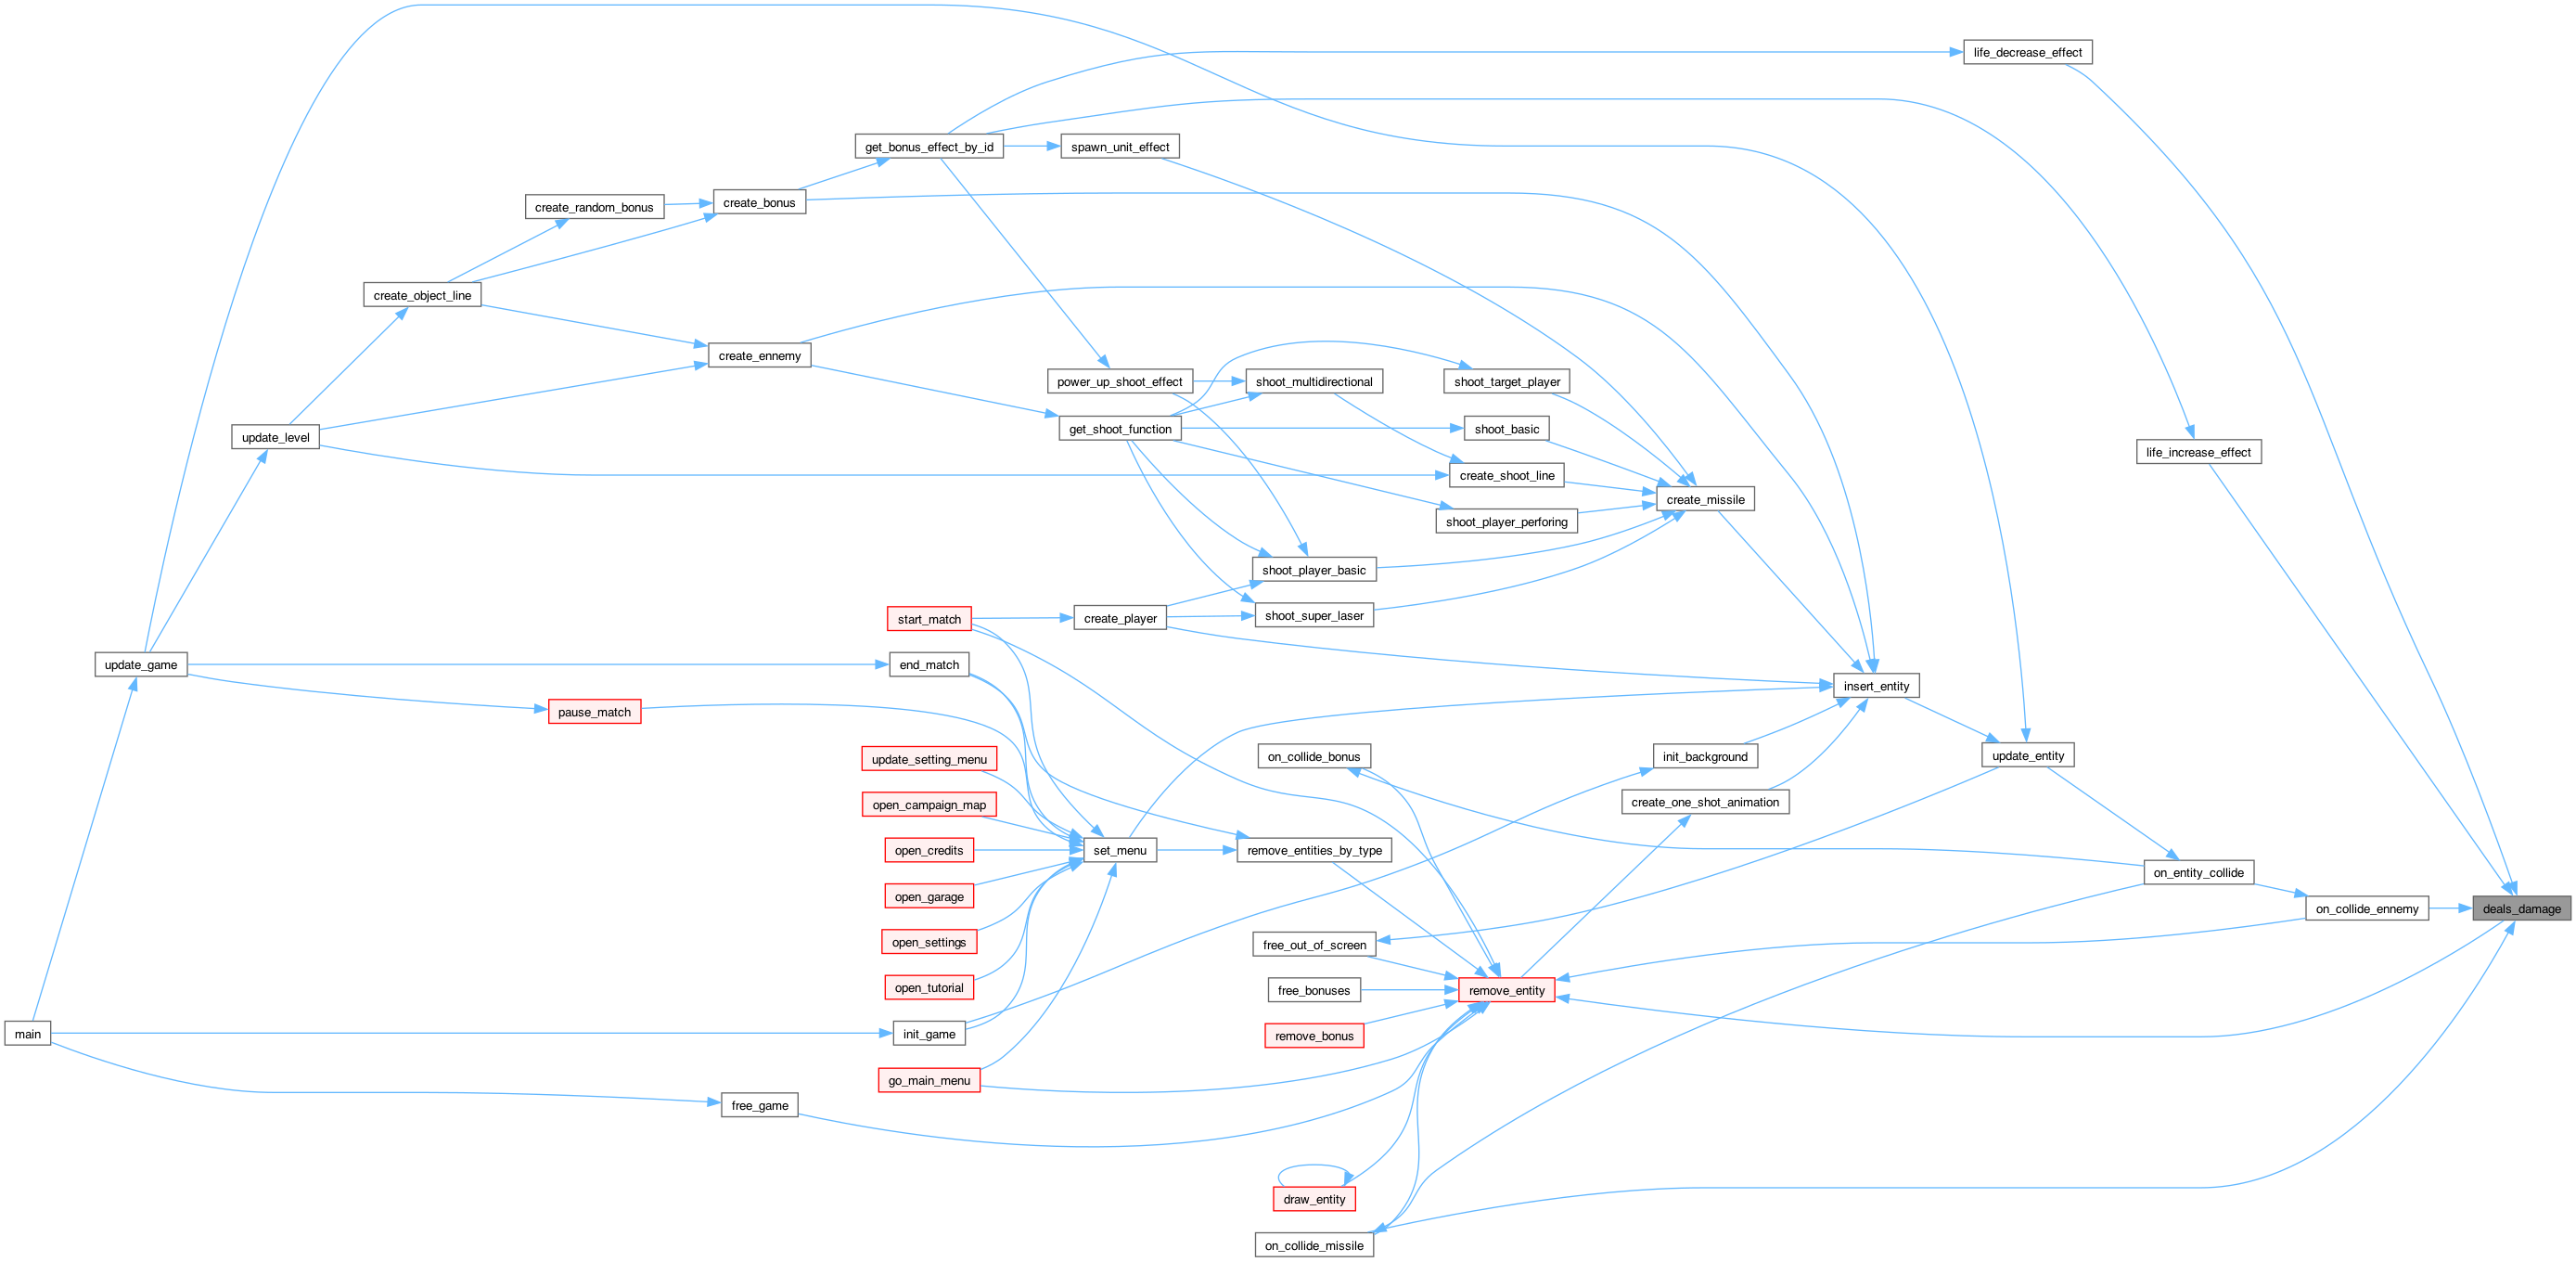 life_decrease_effect
get_bonus_effect_by_id
spawn_unit_effect
create_random_bonus
create_bonus
create_object_line
create_ennemy
power_up_shoot_effect
shoot_multidirectional
shoot_target_player
get_shoot_function
shoot_basic
update_level
life_increase_effect
create_shoot_line
create_missile
shoot_player_perforing
shoot_player_basic
start_match
create_player
shoot_super_laser
update_game
end_match
insert_entity
pause_match
update_setting_menu
on_collide_bonus
init_background
update_entity
open_campaign_map
create_one_shot_animation
open_credits
set_menu
remove_entities_by_type
on_entity_collide
open_garage
on_collide_ennemy
deals_damage
open_settings
free_out_of_screen
open_tutorial
free_bonuses
remove_entity
main
init_game
remove_bonus
go_main_menu
free_game
draw_entity
on_collide_missile